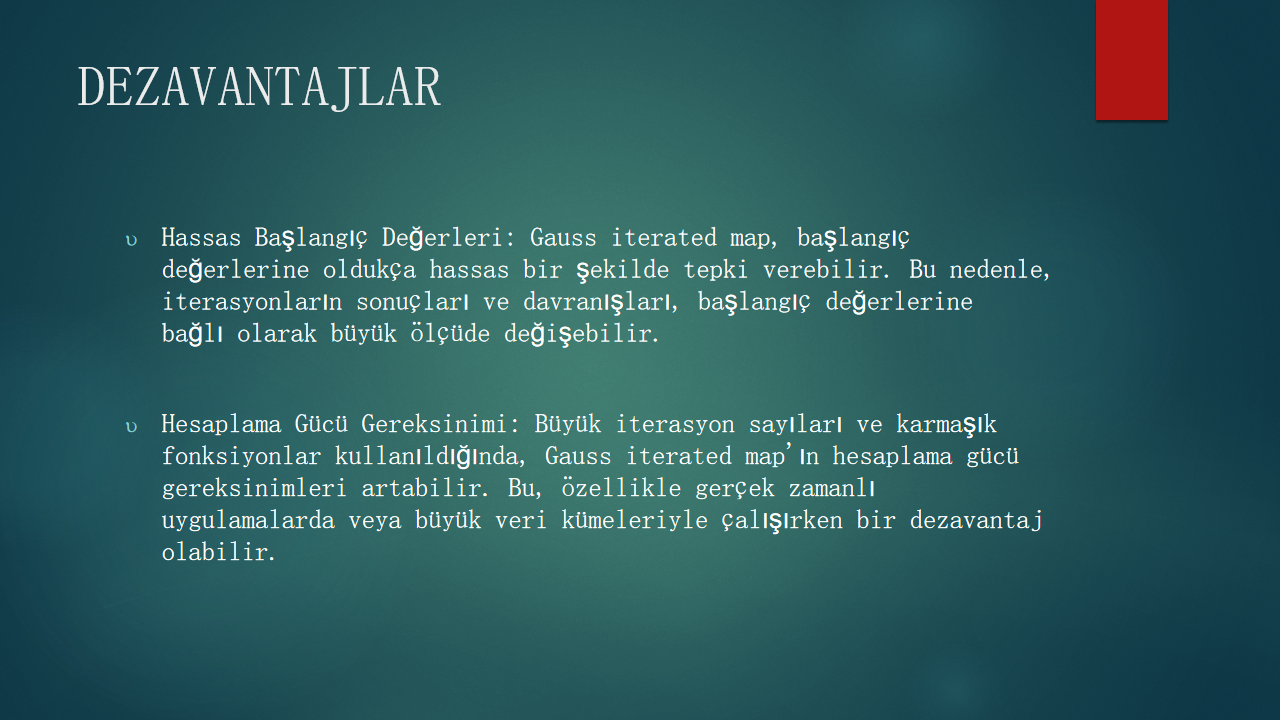 DEZAVANTAJLAR
Hassas Başlangıç Değerleri: Gauss iterated map, başlangıç
değerlerine oldukça hassas bir şekilde tepki verebilir. Bu nedenle,
iterasyonların sonuçları ve davranışları, başlangıç değerlerine
bağlı olarak büyük ölçüde değişebilir.
Hesaplama Gücü Gereksinimi: Büyük iterasyon sayıları ve karmaşık
fonksiyonlar kullanıldığında, Gauss iterated map'ın hesaplama gücü
gereksinimleri artabilir. Bu, özellikle gerçek zamanlı
uygulamalarda veya büyük veri kümeleriyle çalışırken bir dezavantaj
olabilir.